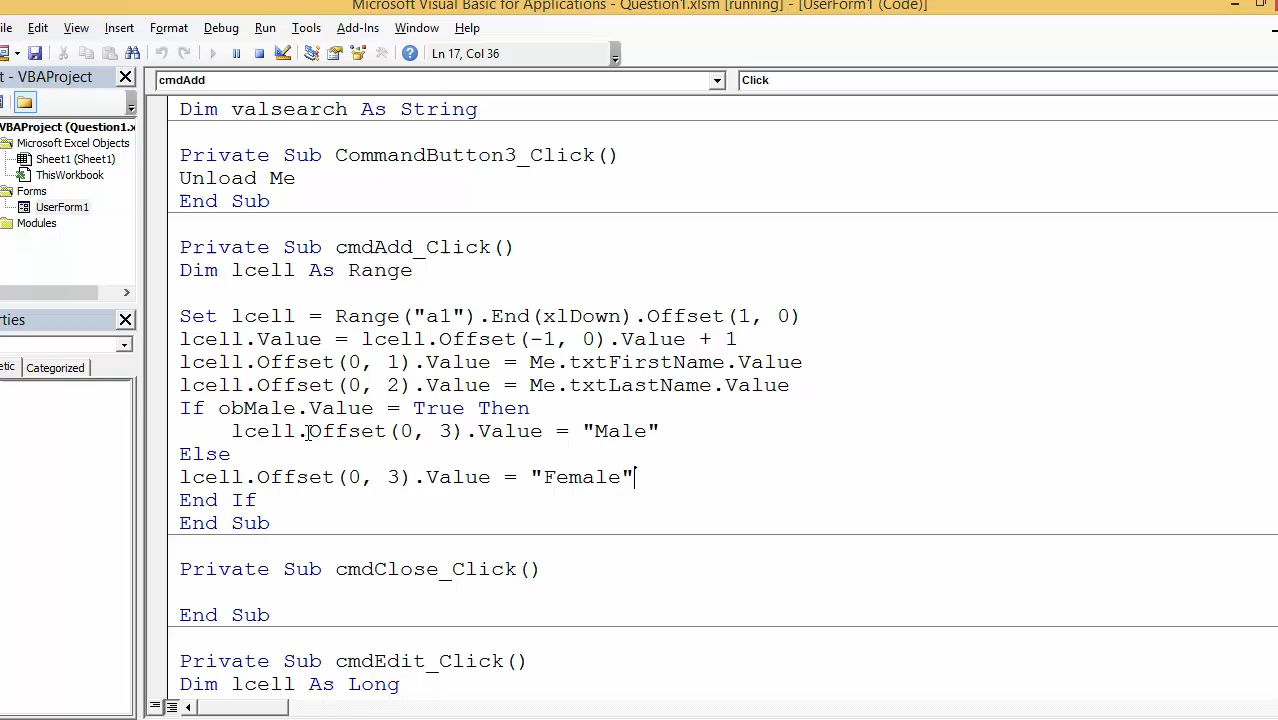 Microsoft Visual Basic for Applications - Question1.xlsm [running] - [UserForm1 (Code)]
ile Edit View Insert Format Debug Run Tools Add-Ins Window Help
Ln 17, Col 36
t - VBAProject
cmdAdd Click
VBAProject (Question1.x
Microsoft Excel Objects
Sheet1 (Sheet1)
ThisWorkbook
Forms
UserForm1
Modules
rties
etic Categorized
Dim valsearch As String
Private Sub CommandButton3_Click()
Unload Me
End Sub
Private Sub cmdAdd_Click()
Dim lcell As Range
Set lcell = Range("a1").End(xlDown).Offset(1, 0)
lcell.Value = lcell.Offset(-1, 0).Value + 1
lcell.Offset(0, 1).Value = Me.txtFirstName.Value
lcell.Offset(0, 2).Value = Me.txtLastName.Value
If obMale.Value = True Then
lcell.Offset(0, 3).Value = "Male"
Else
lcell.Offset(0, 3).Value = "Female"
End If
End Sub
Private Sub cmdClose_Click()
End Sub
Private Sub cmdEdit_Click()
Dim lcell As Long